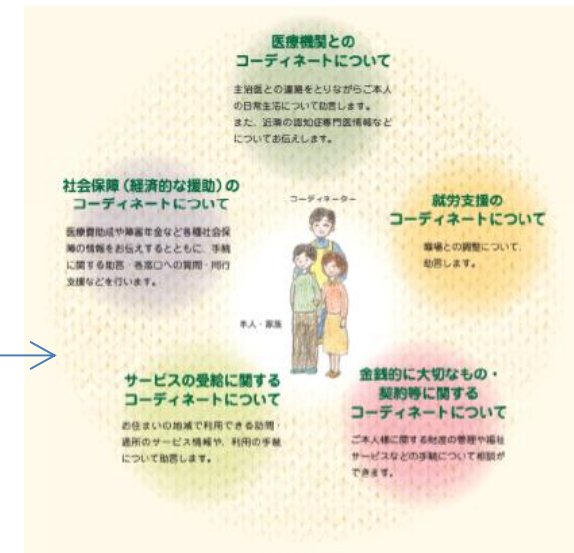 医療機関との
コーディネートについて
主治医との連絡をとりながらご本人
の日常生活について助言します。
また、近隣の認知症専門医情報など
についてお伝えします。
社会保障（経済的な援助）の
コーディネートについて
医療費助成や障害年金など各種社会保
障の情報をお伝えするとともに、手続
に関する助言・各窓口への質問・同行
支援などを行います。
コーディネーター
就労支援の
コーディネートについて
職場との調整について、
助言します。
本人・家族
サービスの受給に関する
コーディネートについて
お住まいの地域で利用できる訪問・
通所のサービス情報や、利用の手続
について助言します。
金銭的に大切なもの・
契約等に関する
コーディネートについて
ご本人様に関する財産の管理や福祉
サービスなどの手続について相談が
できます。